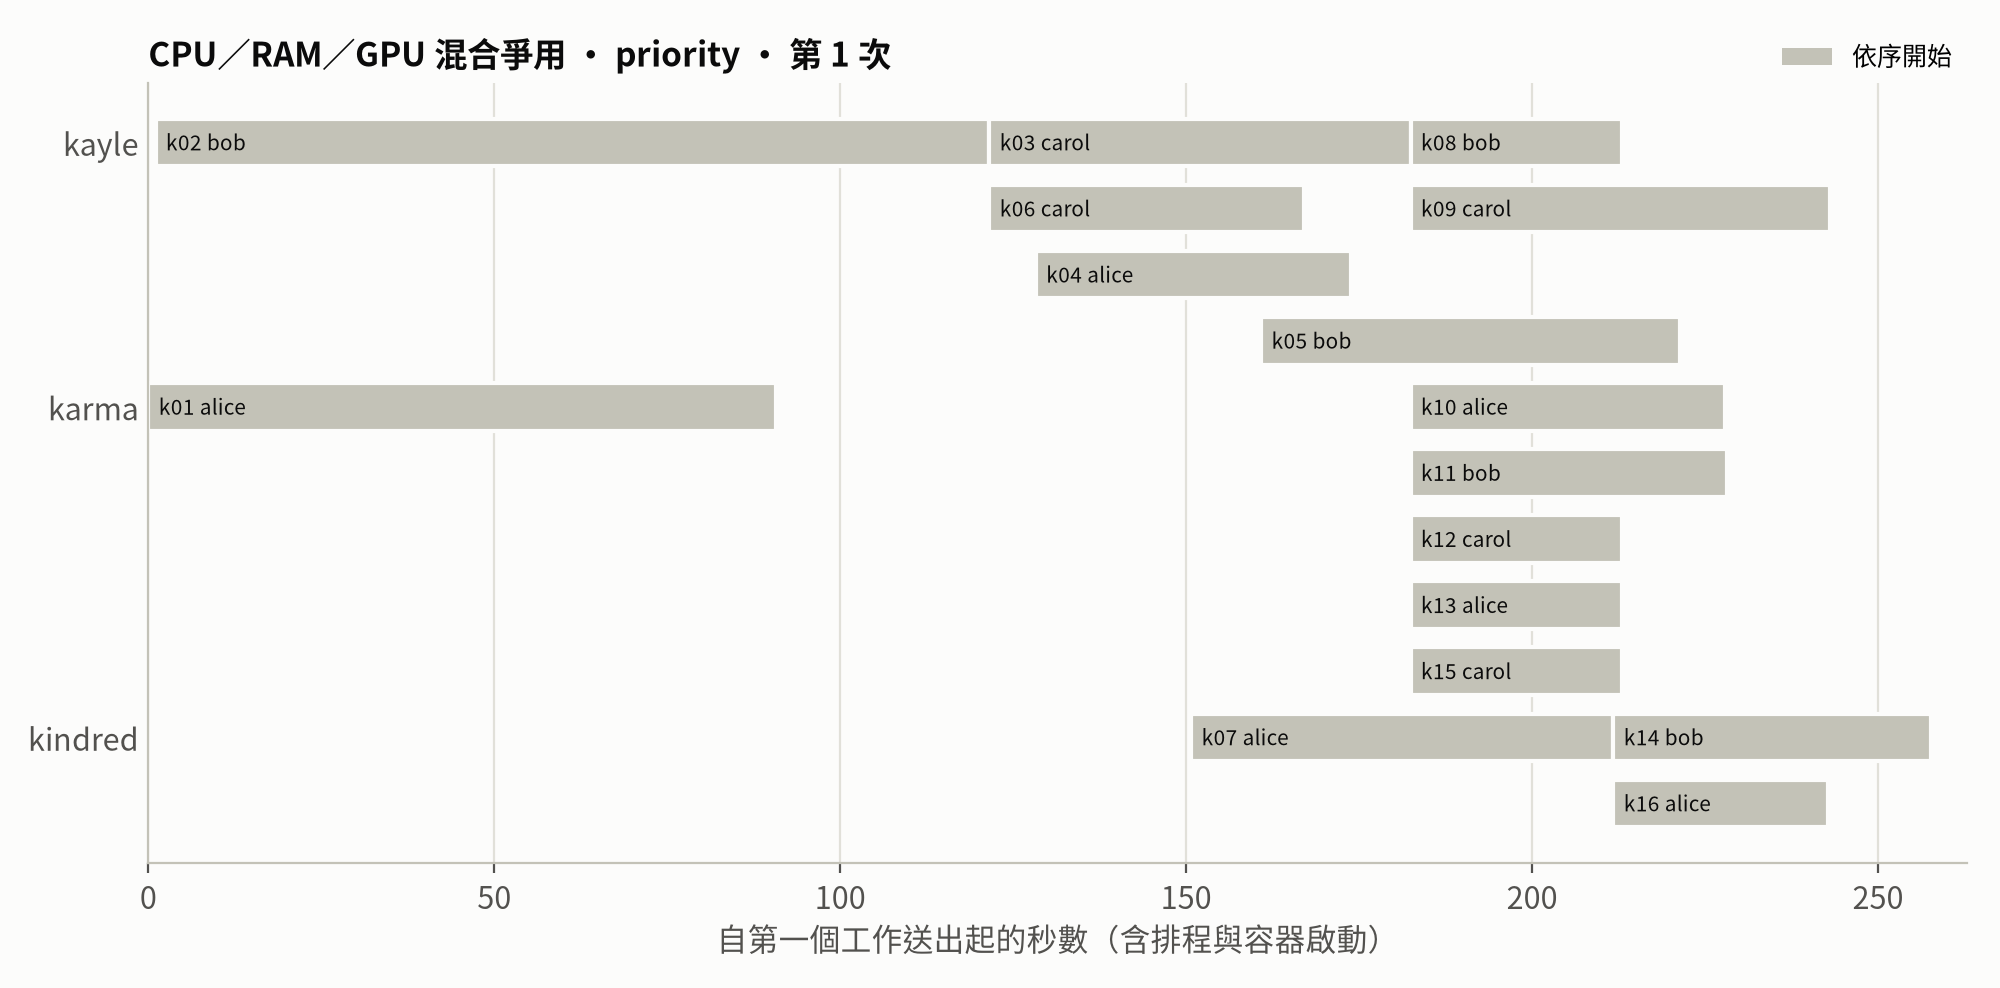 CPU／RAM／GPU 混合爭用 · priority · 第 1 次
依序開始
kayle
k02 bob
k03 carol
k08 bob
k06 carol
k09 carol
k04 alice
k05 bob
karma
k01 alice
k10 alice
k11 bob
k12 carol
k13 alice
k15 carol
kindred
k07 alice
k14 bob
k16 alice
0 50 100 150 200 250
自第一個工作送出起的秒數（含排程與容器啟動）